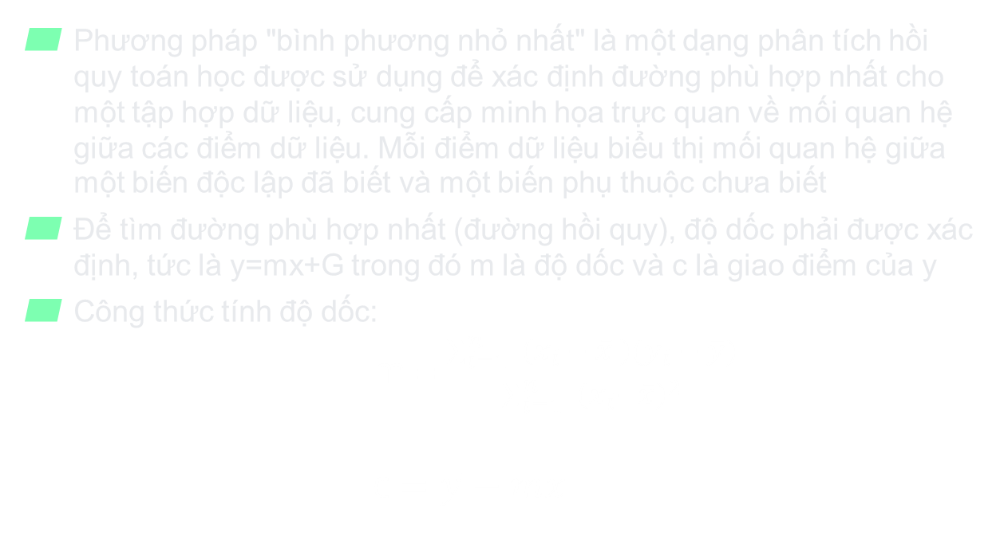 Phương pháp "bình phương nhỏ nhất" là một dạng phân tích hồi
quy toán học được sử dụng để xác định đường phù hợp nhất cho
một tập hợp dữ liệu, cung cấp minh họa trực quan về mối quan hệ
giữa các điểm dữ liệu. Mỗi điểm dữ liệu biểu thị mối quan hệ giữa
một biến độc lập đã biết và một biến phụ thuộc chưa biết
Để tìm đường phù hợp nhất (đường hồi quy), độ dốc phải được xác
định, tức là y=mx+G trong đó m là độ dốc và c là giao điểm của y
Công thức tính độ dốc: